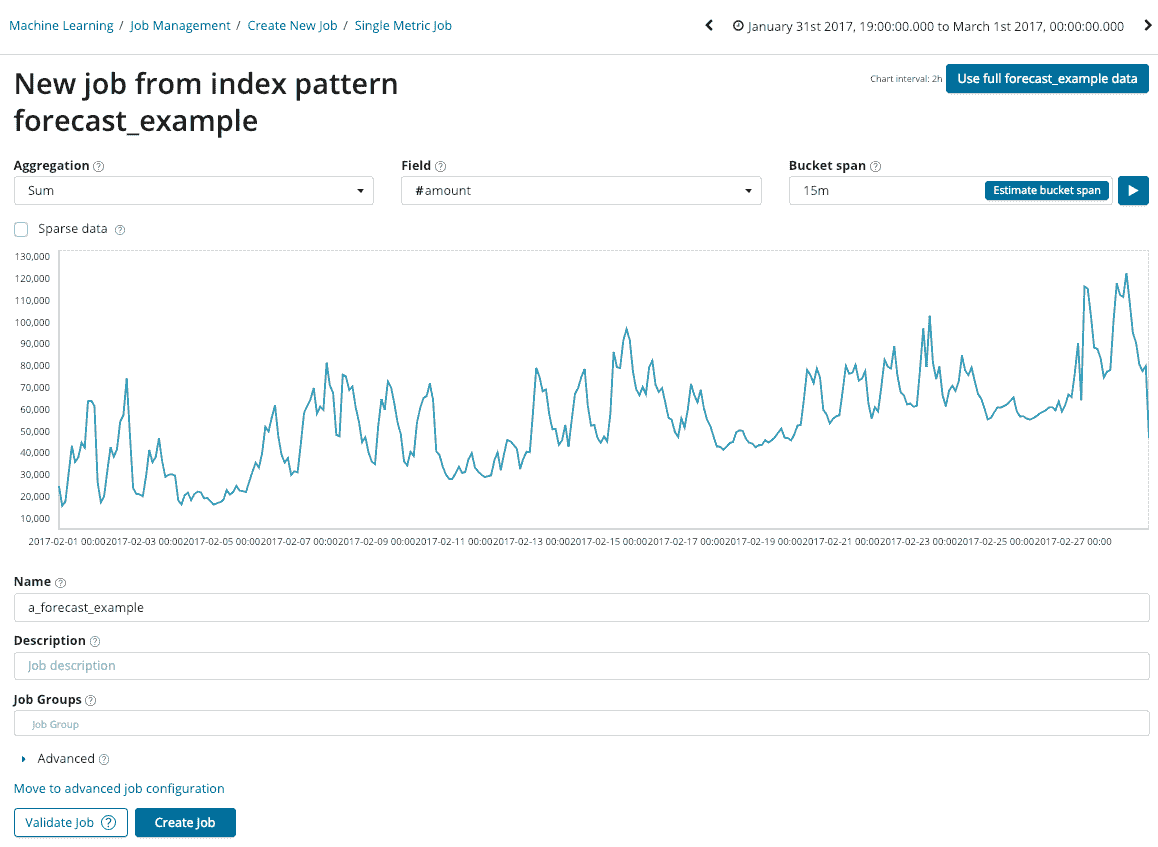 Machine Learning / Job Management / Create New Job / Single Metric Job
January 31st 2017, 19:00:00.000 to March 1st 2017, 00:00:00.000
New job from index pattern
forecast_example
Chart interval: 2h
Use full forecast_example data
Aggregation
Field
Bucket span
Sum
#amount
15m
Estimate bucket span
Sparse data
130,000
120,000
110,000
100,000
90,000
80,000
70,000
60,000
50,000
40,000
30,000
20,000
10,000
2017-02-01 00:002017-02-03 00:002017-02-05 00:002017-02-07 00:002017-02-09 00:002017-02-11 00:002017-02-13 00:002017-02-15 00:002017-02-17 00:002017-02-19 00:002017-02-21 00:002017-02-23 00:002017-02-25 00:002017-02-27 00:00
Name
a_forecast_example
Description
Job description
Job Groups
Job Group
Advanced
Move to advanced job configuration
Validate Job
Create Job